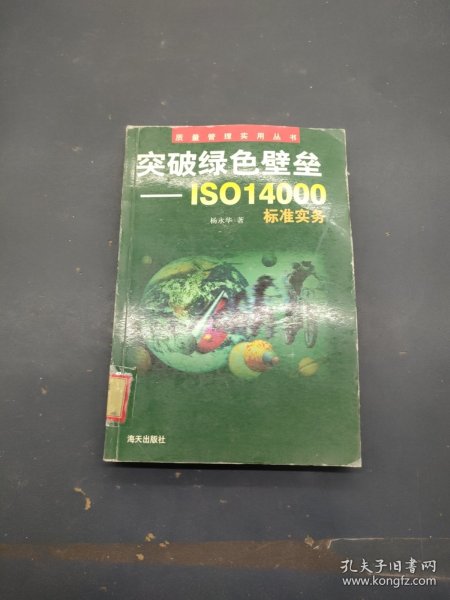 质量管理实用丛书
突破绿色壁垒
——ISO14000
标准实务
杨永华·著
海天出版社
孔夫子旧书网
www.kongfz.com